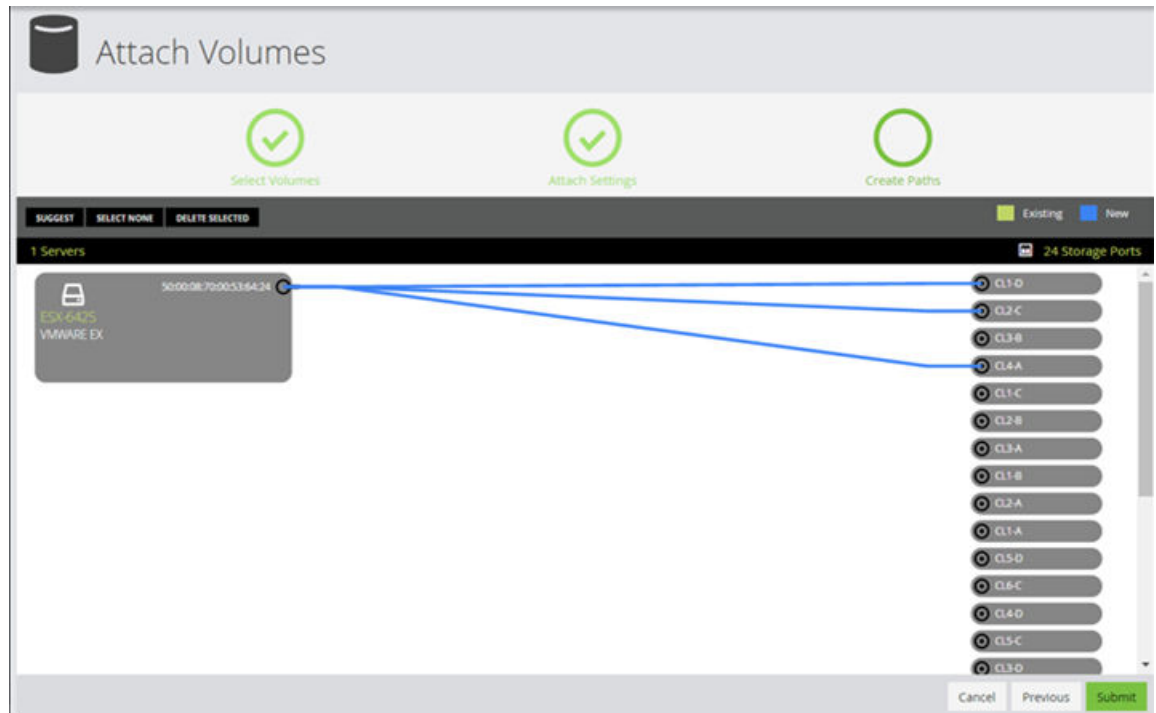 Attach Volumes
Select Volumes
Attach Settings
Create Paths
SUGGEST
SELECT NONE
DELETE SELECTED
Existing
New
1 Servers
24 Storage Ports
50:00:08:70:00:53:64:24
ESX-6425
VMWARE EX
CL1-D
CL2-C
CL3-B
CL4-A
CL1-C
CL2-B
CL3-A
CL1-B
CL2-A
CL1-A
CL5-D
CL6-C
CL4-D
CL5-C
CL3-D
Cancel
Previous
Submit